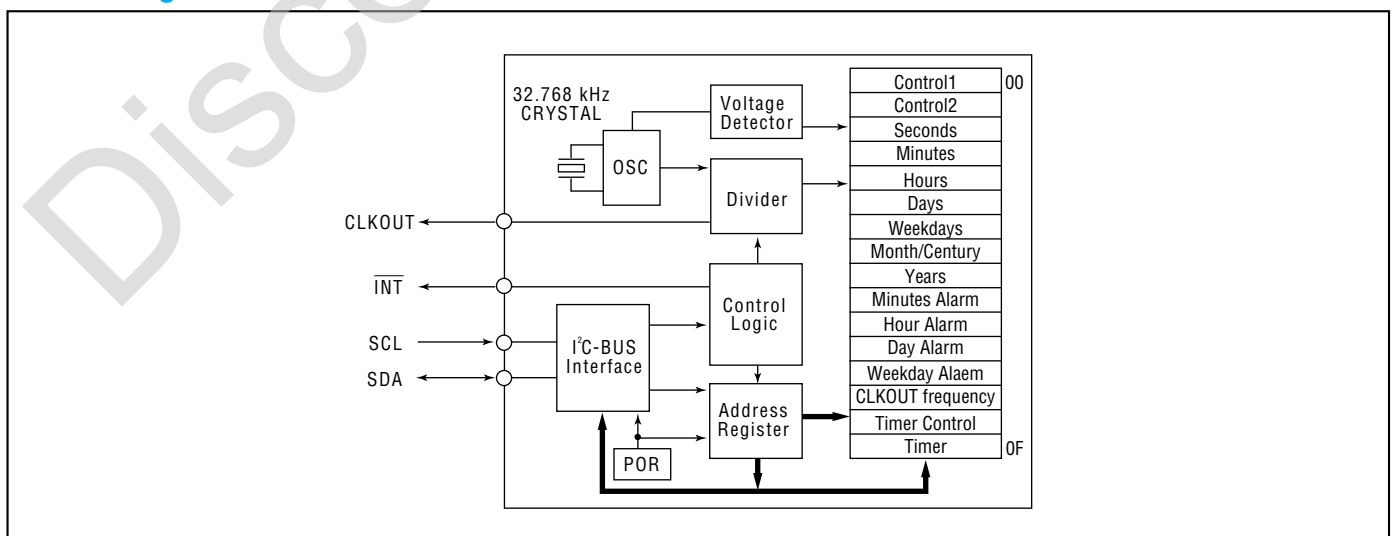 32.768 kHz
CRYSTAL
OSC
Voltage
Detector
Divider
Control
Logic
I²C-BUS
Interface
Address
Register
POR
CLKOUT
INT
SCL
SDA
Control1
00
Control2
Seconds
Minutes
Hours
Days
Weekdays
Month/Century
Years
Minutes Alarm
Hour Alarm
Day Alarm
Weekday Alaem
CLKOUT frequency
Timer Control
Timer
0F